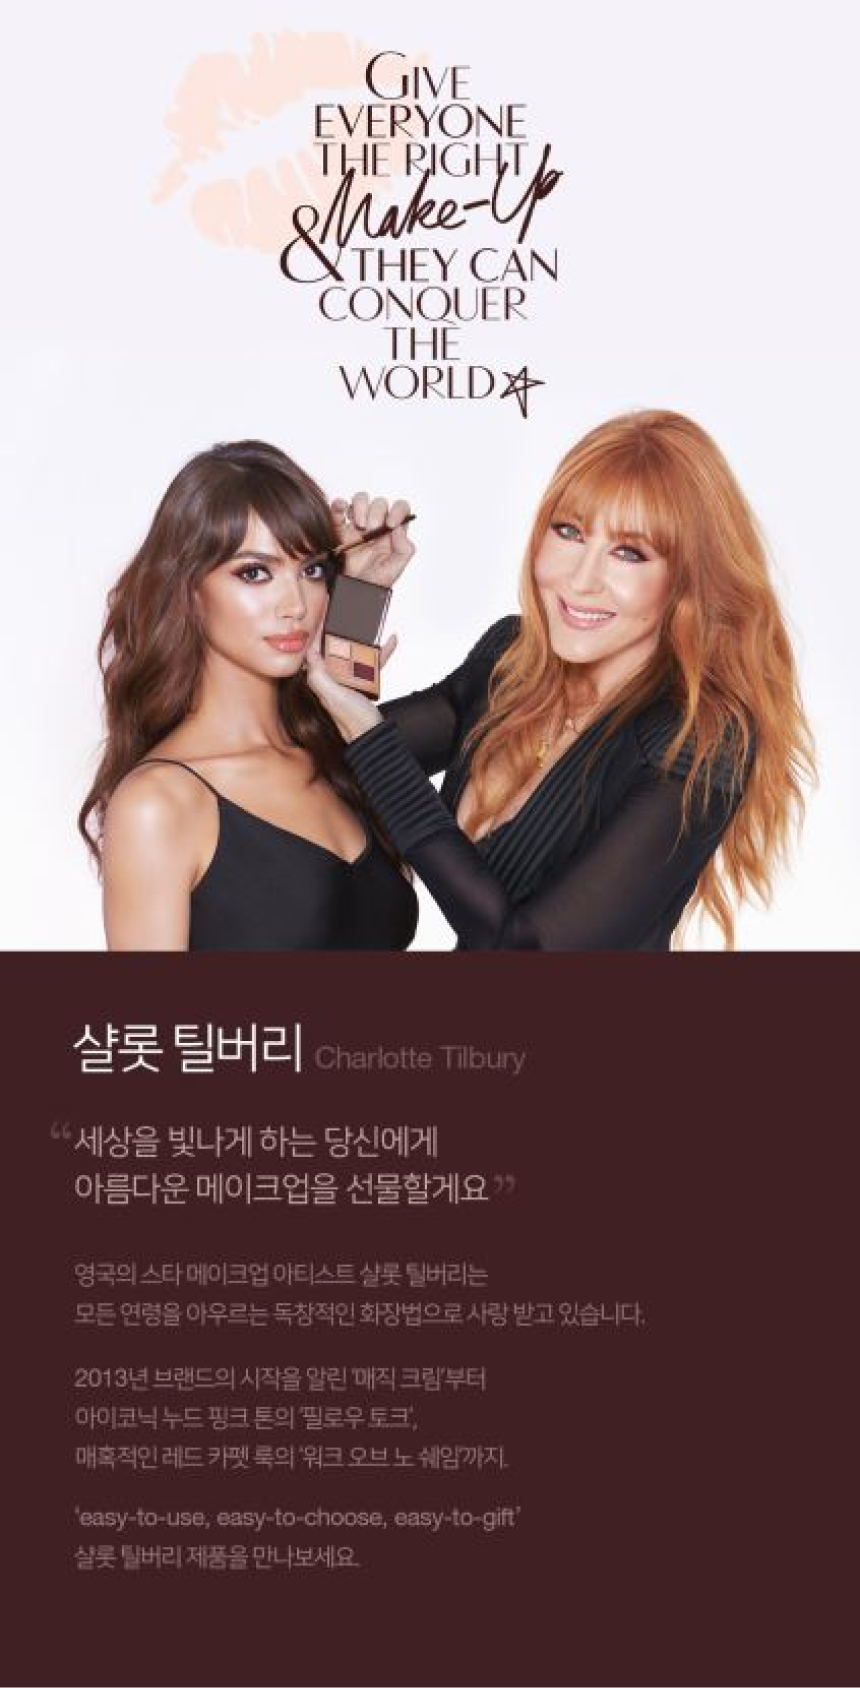 GIVE
EVERYONE
THE RIGHT
Make-Up
& THEY CAN
CONQUER
THE
WORLD
샬롯 틸버리 Charlotte Tilbury
“세상을 빛나게 하는 당신에게
아름다운 메이크업을 선물할게요”
영국의 스타 메이크업 아티스트 샬롯 틸버리는
모든 연령을 아우르는 독창적인 화장법으로 사랑 받고 있습니다.
2013년 브랜드의 시작을 알린 '매직 크림'부터
아이코닉 누드 핑크 톤의 '필로우 토크',
매혹적인 레드 카펫 룩의 '워크 오브 노 쉐임'까지.
‘easy-to-use, easy-to-choose, easy-to-gift’
샬롯 틸버리 제품을 만나보세요.